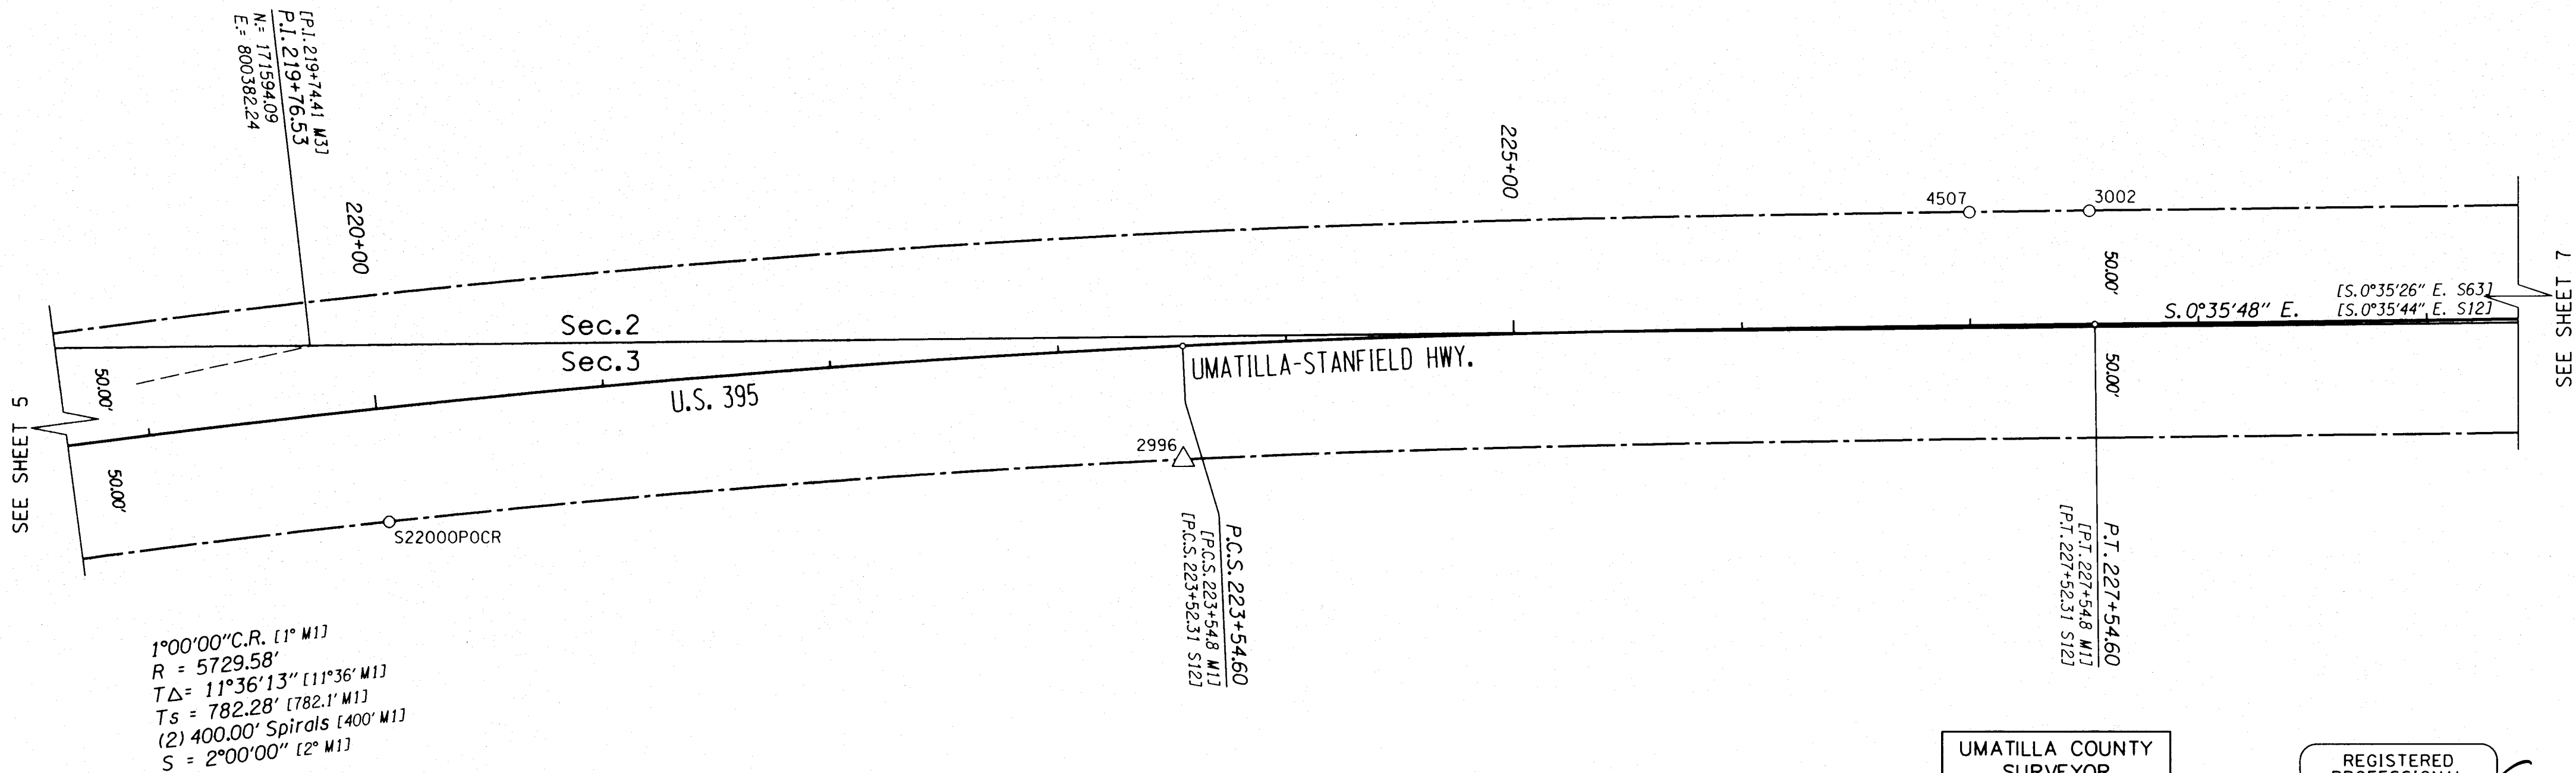 [P.I. 219+74.41 M3]
P.I. 219+76.53
N.= 171594.09
E.= 800382.24
220+00
225+00
4507
3002
50.00'
[S.0°35'26" E. S63]
S.0°35'48" E.
[S.0°35'44" E. S12]
SEE SHEET 7
Sec.2
Sec.3
UMATILLA-STANFIELD HWY.
U.S. 395
50.00'
50.00'
SEE SHEET 5
50.00'
2996
S22000POCR
P.C.S. 223+54.60
[P.C.S. 223+54.8 M1]
[P.C.S. 223+52.31 S12]
P.T. 227+54.60
[P.T. 227+54.8 M1]
[P.T. 227+52.31 S12]
1°00'00"C.R. [1° M1]
R = 5729.58'
T∆= 11°36'13" [11°36' M1]
Ts = 782.28' [782.1' M1]
(2) 400.00' Spirals [400' M1]
S = 2°00'00" [2° M1]
UMATILLA COUNTY
SURVEYOR
REGISTERED
PROFESSIONAL